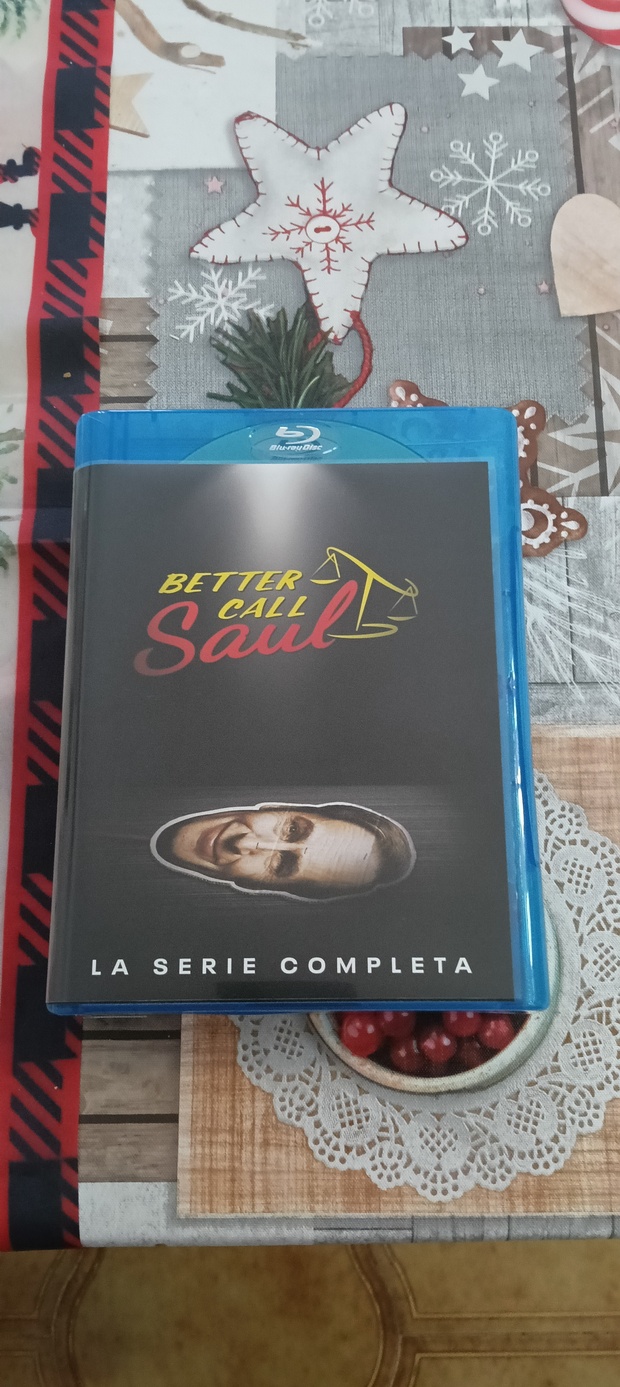 Blu-ray Disc
BETTER
CALL
Saul
LA SERIE COMPLETA